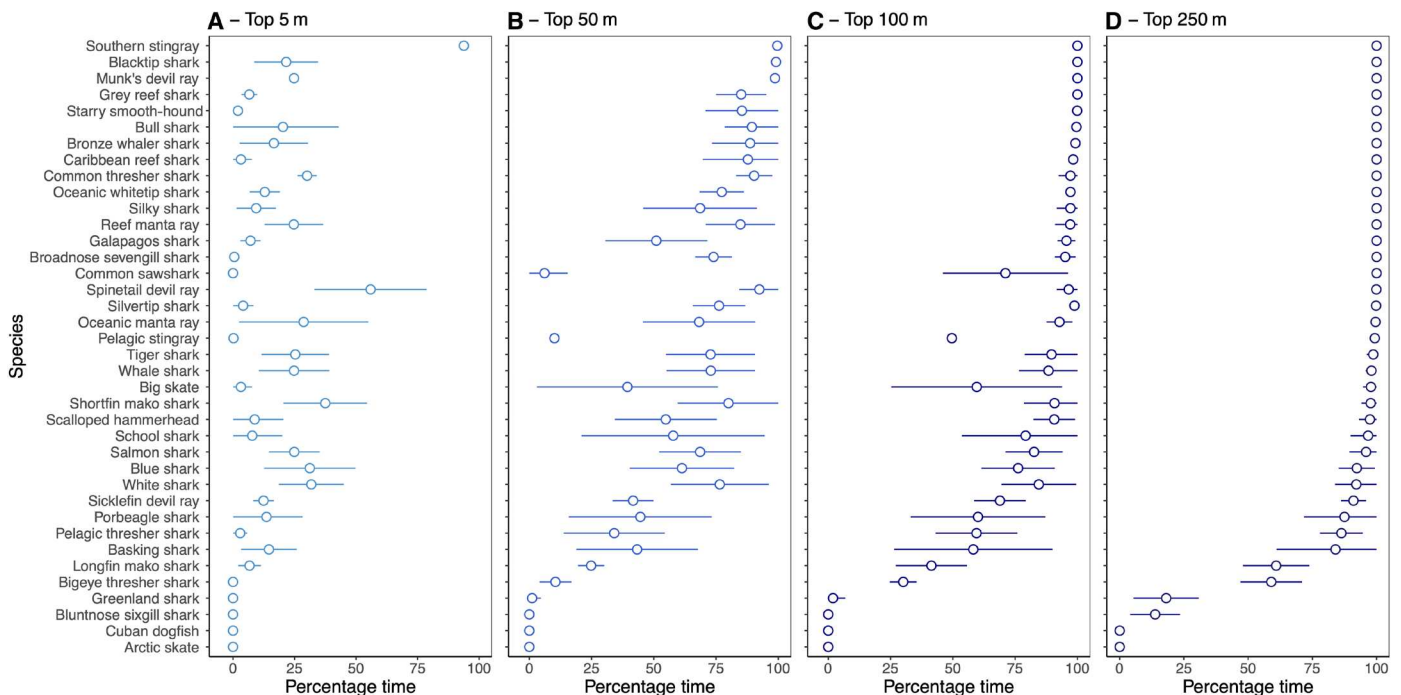 A – Top 5 m
B – Top 50 m
C – Top 100 m
D – Top 250 m
Species
Southern stingray
Blacktip shark
Munk's devil ray
Grey reef shark
Starry smooth-hound
Bull shark
Bronze whaler shark
Caribbean reef shark
Common thresher shark
Oceanic whitetip shark
Silky shark
Reef manta ray
Galapagos shark
Broadnose sevengill shark
Common sawshark
Spinetail devil ray
Silvertip shark
Oceanic manta ray
Pelagic stingray
Tiger shark
Whale shark
Big skate
Shortfin mako shark
Scalloped hammerhead
School shark
Salmon shark
Blue shark
White shark
Sicklefin devil ray
Porbeagle shark
Pelagic thresher shark
Basking shark
Longfin mako shark
Bigeye thresher shark
Greenland shark
Bluntnose sixgill shark
Cuban dogfish
Arctic skate
0 25 50 75 100
0 25 50 75 100
0 25 50 75 100
0 25 50 75 100
Percentage time
Percentage time
Percentage time
Percentage time